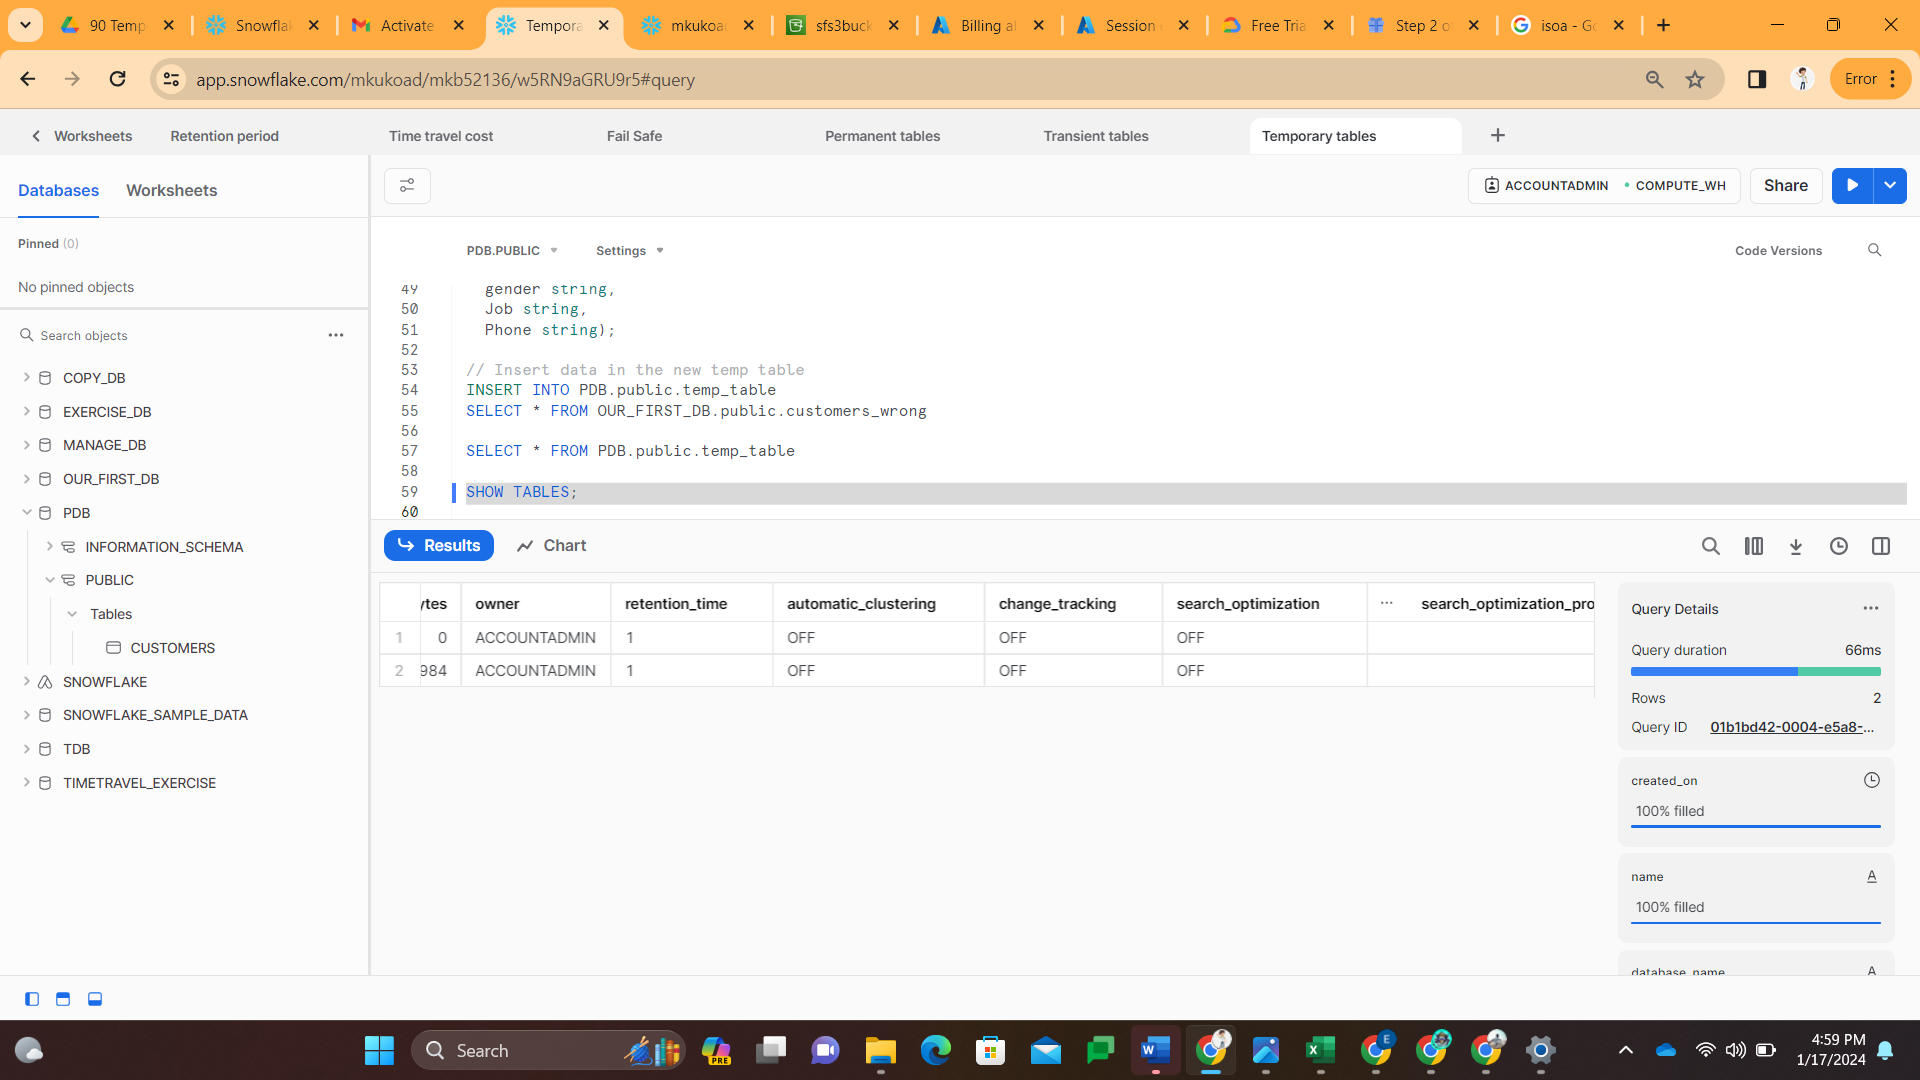 90 Temp
Snowflak
Activate
Tempora
mkukoa
sfs3buck
Billing al
Session
Free Tria
Step 2 o
isoa - Go
app.snowflake.com/mkukoad/mkb52136/w5RN9aGRU9r5#query
Error
Worksheets
Retention period
Time travel cost
Fail Safe
Permanent tables
Transient tables
Temporary tables
Databases
Worksheets
ACCOUNTADMIN
COMPUTE_WH
Share
Pinned (0)
No pinned objects
Search objects
COPY_DB
EXERCISE_DB
MANAGE_DB
OUR_FIRST_DB
PDB
INFORMATION_SCHEMA
PUBLIC
Tables
CUSTOMERS
SNOWFLAKE
SNOWFLAKE_SAMPLE_DATA
TDB
TIMETRAVEL_EXERCISE
PDB.PUBLIC
Settings
Code Versions
49 gender string,
50 Job string,
51 Phone string);
52
53 // Insert data in the new temp table
54 INSERT INTO PDB.public.temp_table
55 SELECT * FROM OUR_FIRST_DB.public.customers_wrong
56
57 SELECT * FROM PDB.public.temp_table
58
59 SHOW TABLES;
60
Results
Chart
ytes owner retention_time automatic_clustering change_tracking search_optimization ... search_optimization_pro
1 0 ACCOUNTADMIN 1 OFF OFF OFF
2 984 ACCOUNTADMIN 1 OFF OFF OFF
Query Details
Query duration 66ms
Rows 2
Query ID 01b1bd42-0004-e5a8-...
created_on
100% filled
name A
100% filled
database_name A
Search
PRE
E
4:59 PM
1/17/2024